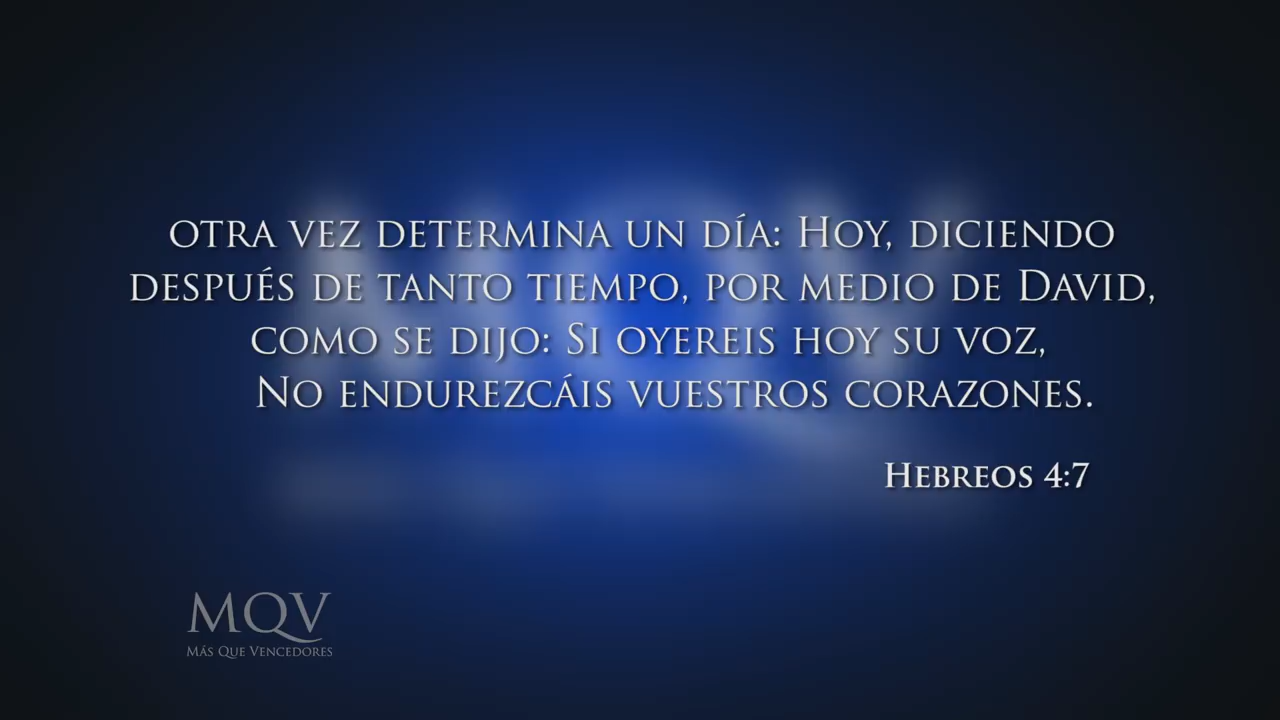 otra vez determina un día: Hoy, diciendo
después de tanto tiempo, por medio de David,
como se dijo: Si oyereis hoy su voz,
No endurezcáis vuestros corazones.
Hebreos 4:7
MQV
Más Que Vencedores